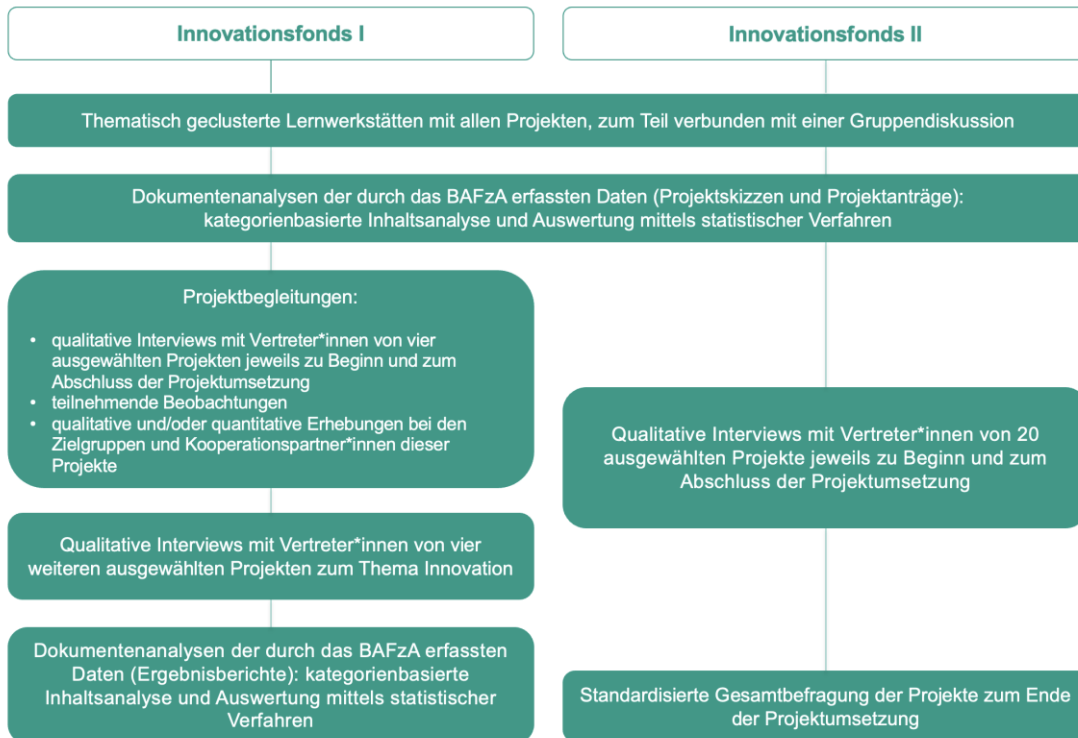 Innovationsfonds I
Innovationsfonds II
Thematisch geclusterte Lernwerkstätten mit allen Projekten, zum Teil verbunden mit einer Gruppendiskussion
Dokumentenanalysen der durch das BAFzA erfassten Daten (Projektskizzen und Projektanträge):
kategorienbasierte Inhaltsanalyse und Auswertung mittels statistischer Verfahren
Projektbegleitungen:
• qualitative Interviews mit Vertreter*innen von vier
ausgewählten Projekten jeweils zu Beginn und zum
Abschluss der Projektumsetzung
• teilnehmende Beobachtungen
• qualitative und/oder quantitative Erhebungen bei den
Zielgruppen und Kooperationspartner*innen dieser
Projekte
Qualitative Interviews mit Vertreter*innen von vier
weiteren ausgewählten Projekten zum Thema Innovation
Dokumentenanalysen der durch das BAFzA erfassten
Daten (Ergebnisberichte): kategorienbasierte
Inhaltsanalyse und Auswertung mittels statistischer
Verfahren
Qualitative Interviews mit Vertreter*innen von 20
ausgewählten Projekte jeweils zu Beginn und zum
Abschluss der Projektumsetzung
Standardisierte Gesamtbefragung der Projekte zum Ende
der Projektumsetzung